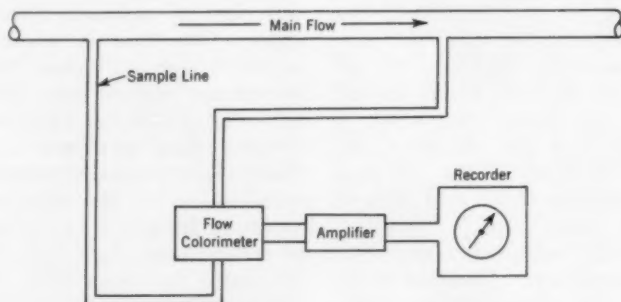 Main Flow
Sample Line
Recorder
Flow
Colorimeter
Amplifier